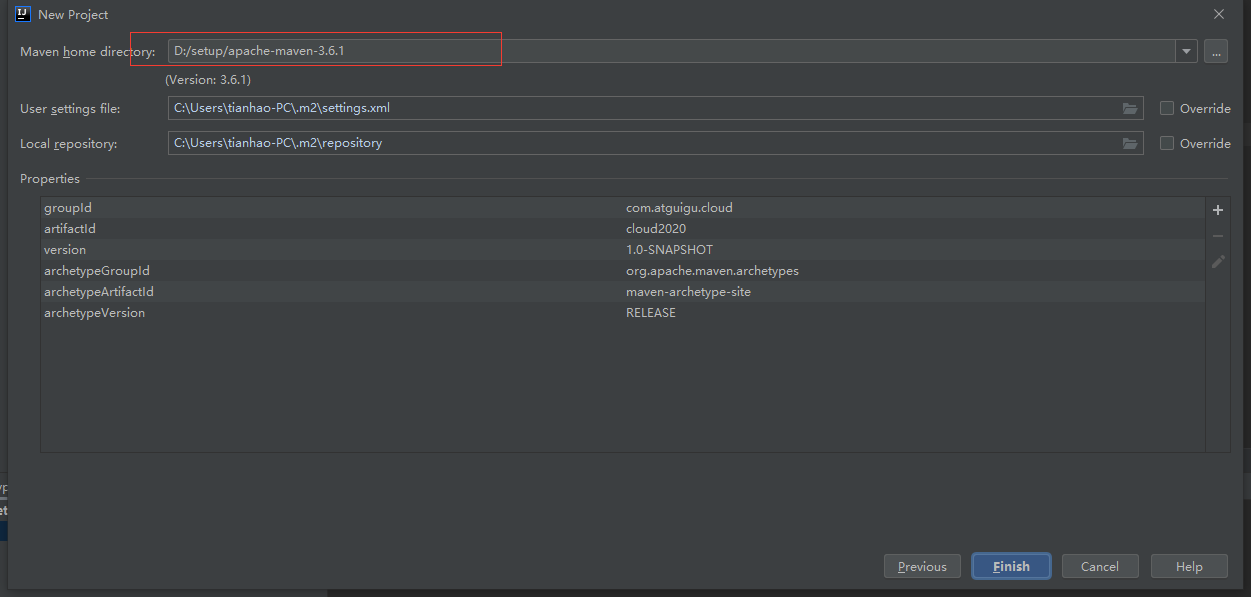 New Project
Maven home directory: D:/setup/apache-maven-3.6.1 ...
(Version: 3.6.1)
User settings file: C:\Users\tianhao-PC\.m2\settings.xml Override
Local repository: C:\Users\tianhao-PC\.m2\repository Override
Properties
groupId com.atguigu.cloud
artifactId cloud2020
version 1.0-SNAPSHOT
archetypeGroupId org.apache.maven.archetypes
archetypeArtifactId maven-archetype-site
archetypeVersion RELEASE
Previous Finish Cancel Help